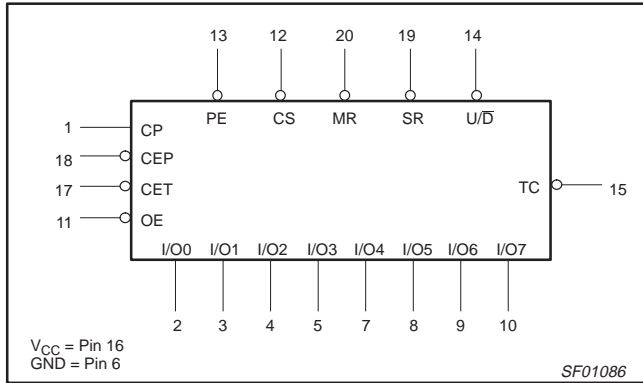 13 12 20 19 14
PE CS MR SR U/D̅
1 CP
18 CEP
17 CET
TC 15
11 OE
I/O0 I/O1 I/O2 I/O3 I/O4 I/O5 I/O6 I/O7
2 3 4 5 7 8 9 10
VCC = Pin 16
GND = Pin 6
SF01086